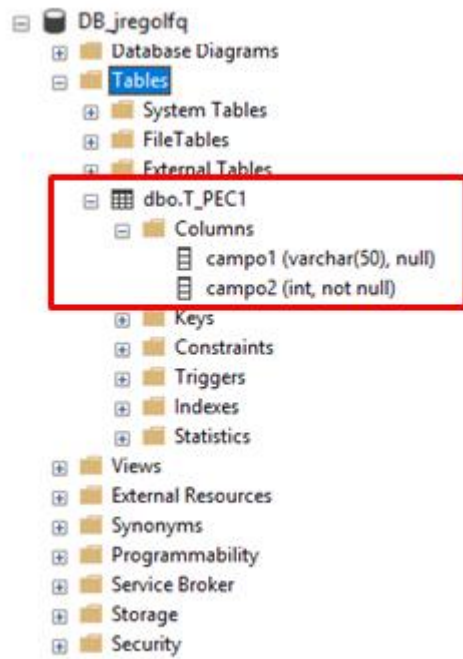 DB_jregolfq
Database Diagrams
Tables
System Tables
FileTables
External Tables
dbo.T_PEC1
Columns
campo1 (varchar(50), null)
campo2 (int, not null)
Keys
Constraints
Triggers
Indexes
Statistics
Views
External Resources
Synonyms
Programmability
Service Broker
Storage
Security